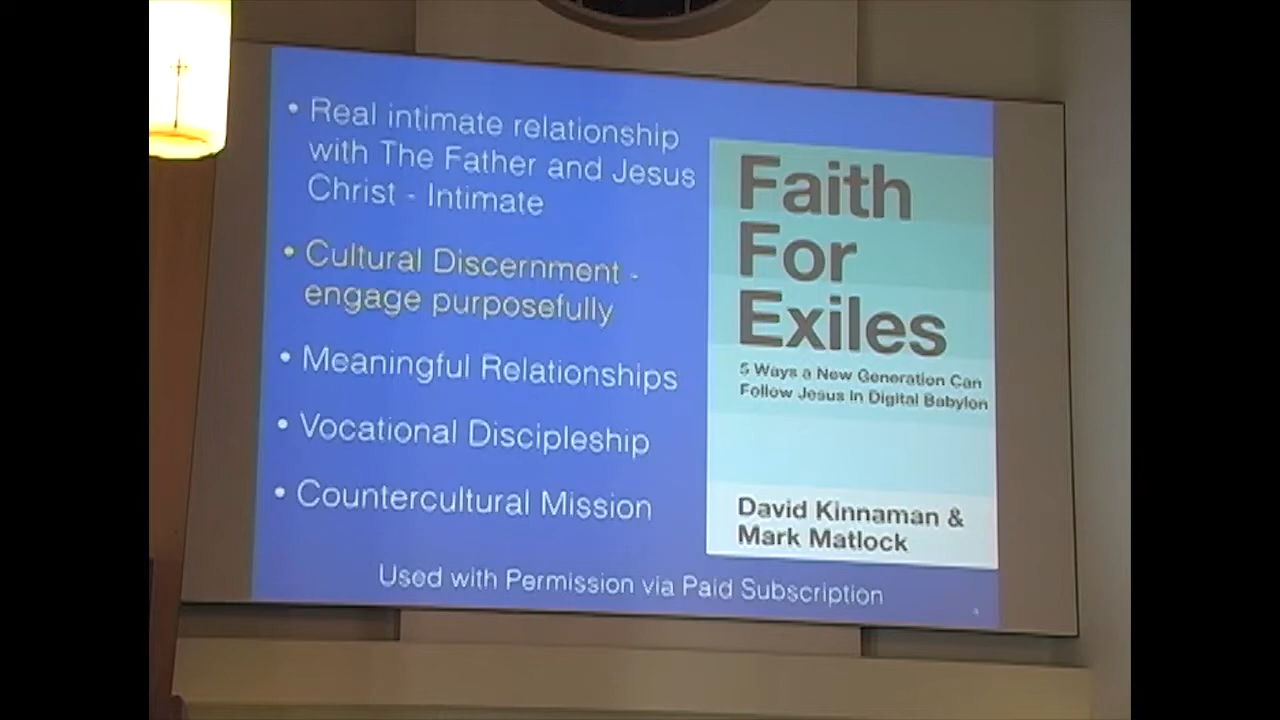 • Real intimate relationship
with The Father and Jesus
Christ - Intimate
• Cultural Discernment -
engage purposefully
• Meaningful Relationships
• Vocational Discipleship
• Countercultural Mission
Faith
For
Exiles
5 Ways a New Generation Can
Follow Jesus in Digital Babylon
David Kinnaman &
Mark Matlock
Used with Permission via Paid Subscription